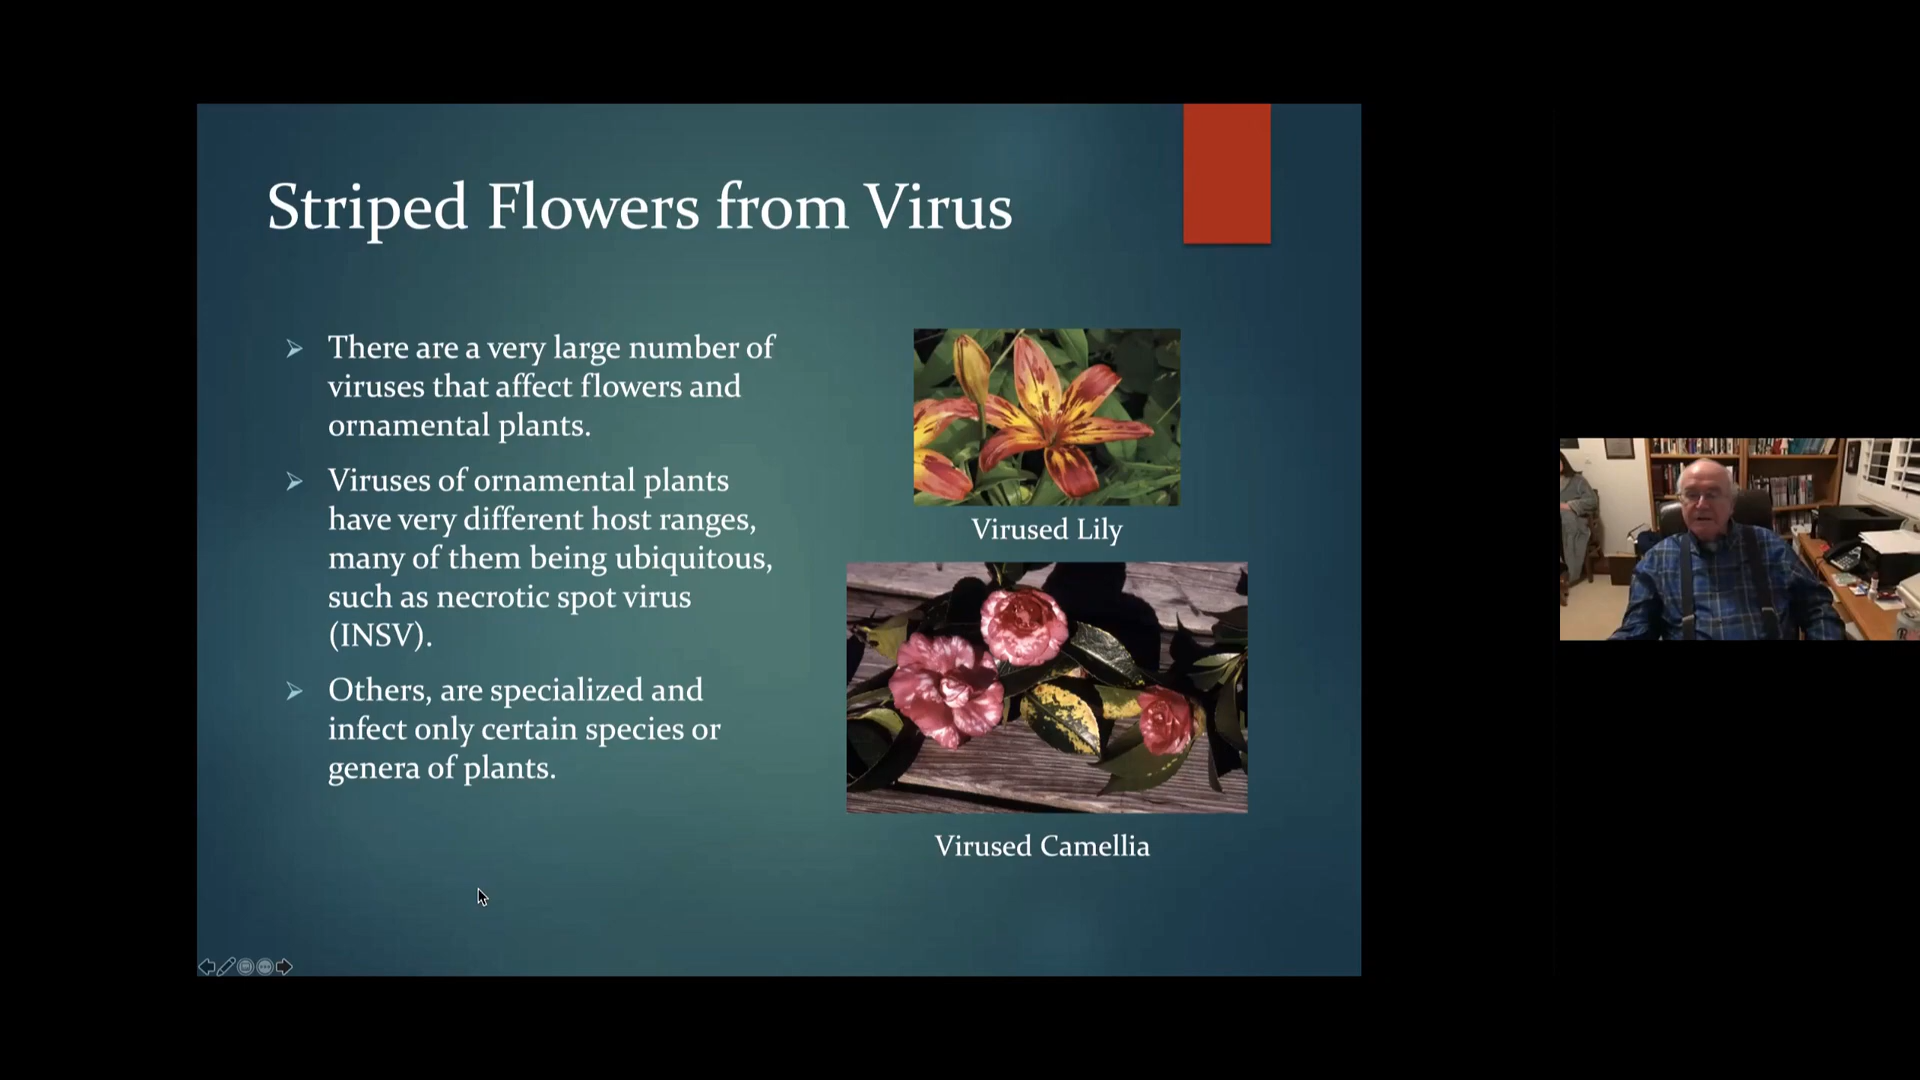 Striped Flowers from Virus
There are a very large number of
viruses that affect flowers and
ornamental plants.
Viruses of ornamental plants
have very different host ranges,
many of them being ubiquitous,
such as necrotic spot virus
(INSV).
Others, are specialized and
infect only certain species or
genera of plants.
Virused Lily
Virused Camellia